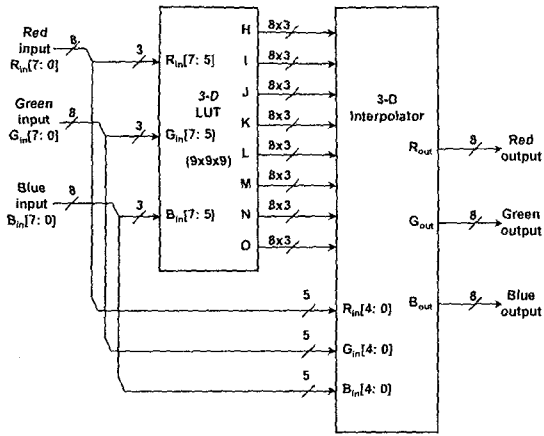 Red
input
R_in[7: 0]
8
3
R_in[7: 5]
Green
input
G_in[7: 0]
8
3
G_in[7: 5]
Blue
input
B_in[7: 0]
8
3
B_in[7: 5]
3-D
LUT
(9x9x9)
H
8x3
I
8x3
J
8x3
K
8x3
L
8x3
M
8x3
N
8x3
O
8x3
3-D
Interpolator
5
R_in[4: 0]
5
G_in[4: 0]
5
B_in[4: 0]
R_out
8
Red
output
G_out
8
Green
output
B_out
8
Blue
output